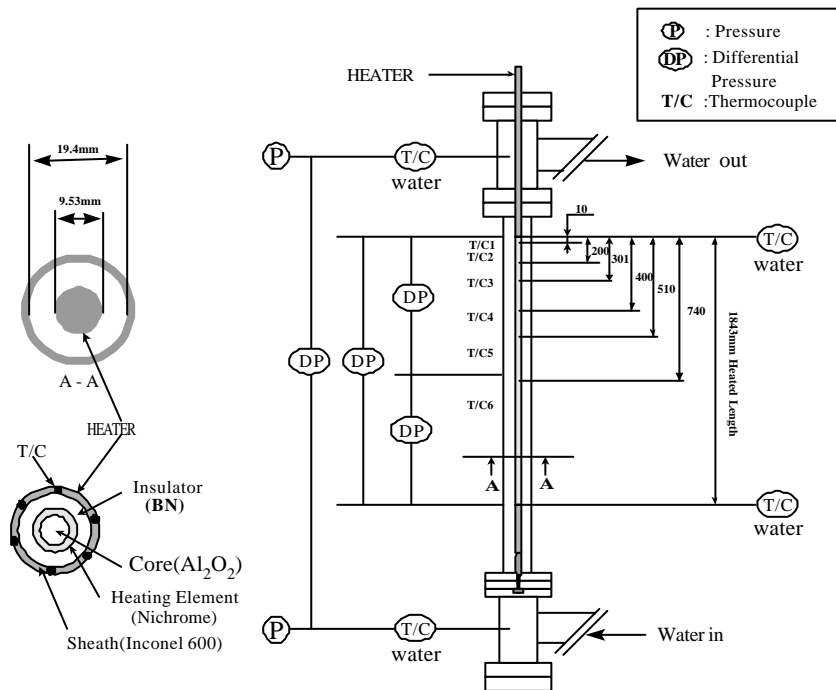 P : Pressure
DP : Differential
Pressure
T/C :Thermocouple
HEATER
P
T/C
water
Water out
19.4mm
9.53mm
A - A
HEATER
T/C
Insulator
(BN)
Core(Al₂O₃)
Heating Element
(Nichrome)
Sheath(Inconel 600)
10
T/C1
T/C2
T/C3
T/C4
T/C5
T/C6
200
301
400
510
740
1843mm Heated Length
T/C
water
DP
DP
DP
DP
A
A
T/C
water
P
T/C
water
Water in